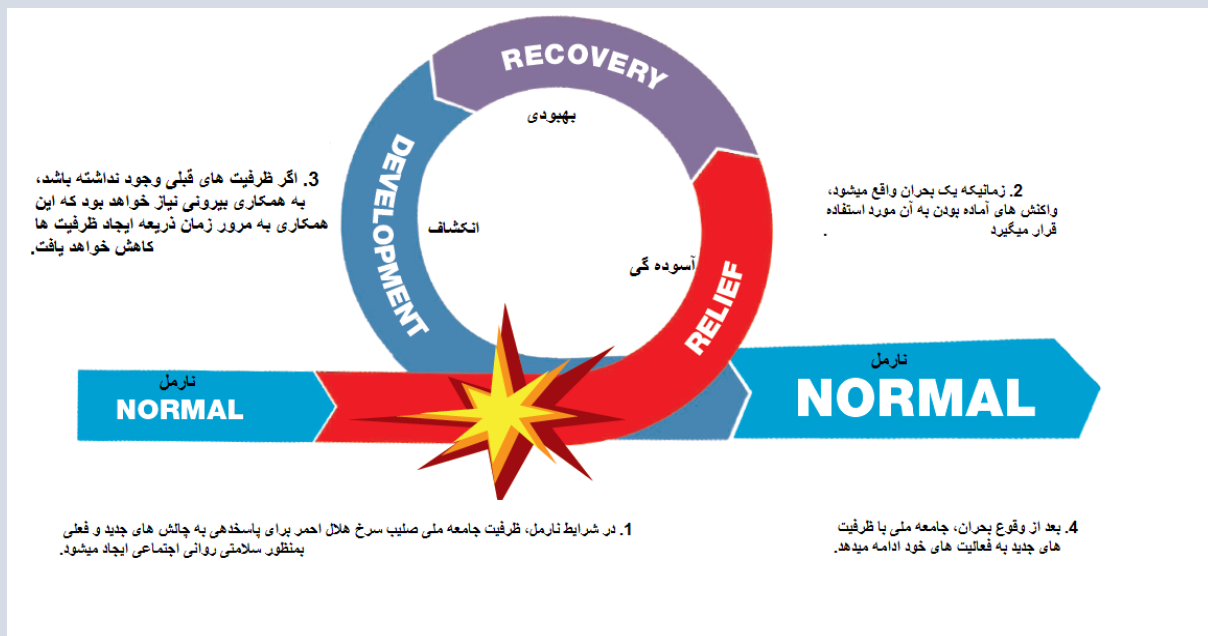 RECOVERY
بهبودی
DEVELOPMENT
انکشاف
RELIEF
آسوده گی
3. اگر ظرفیت های قبلی وجود نداشته باشد،
به همکاری بیرونی نیاز خواهد بود که این
همکاری به مرور زمان ذریعه ایجاد ظرفیت ها
کاهش خواهد یافت.
2. زمانیکه یک بحران واقع میشود،
واکنش های آماده بودن به آن مورد استفاده
قرار میگیرد .
نارمل
NORMAL
نارمل
NORMAL
1. در شرایط نارمل، ظرفیت جامعه ملی صلیب سرخ هلال احمر برای پاسخدهی به چالش های جدید و فعلی
بمنظور سلامتی روانی اجتماعی ایجاد میشود.
4. بعد از وقوع بحران، جامعه ملی با ظرفیت
های جدید به فعالیت های خود ادامه میدهد.